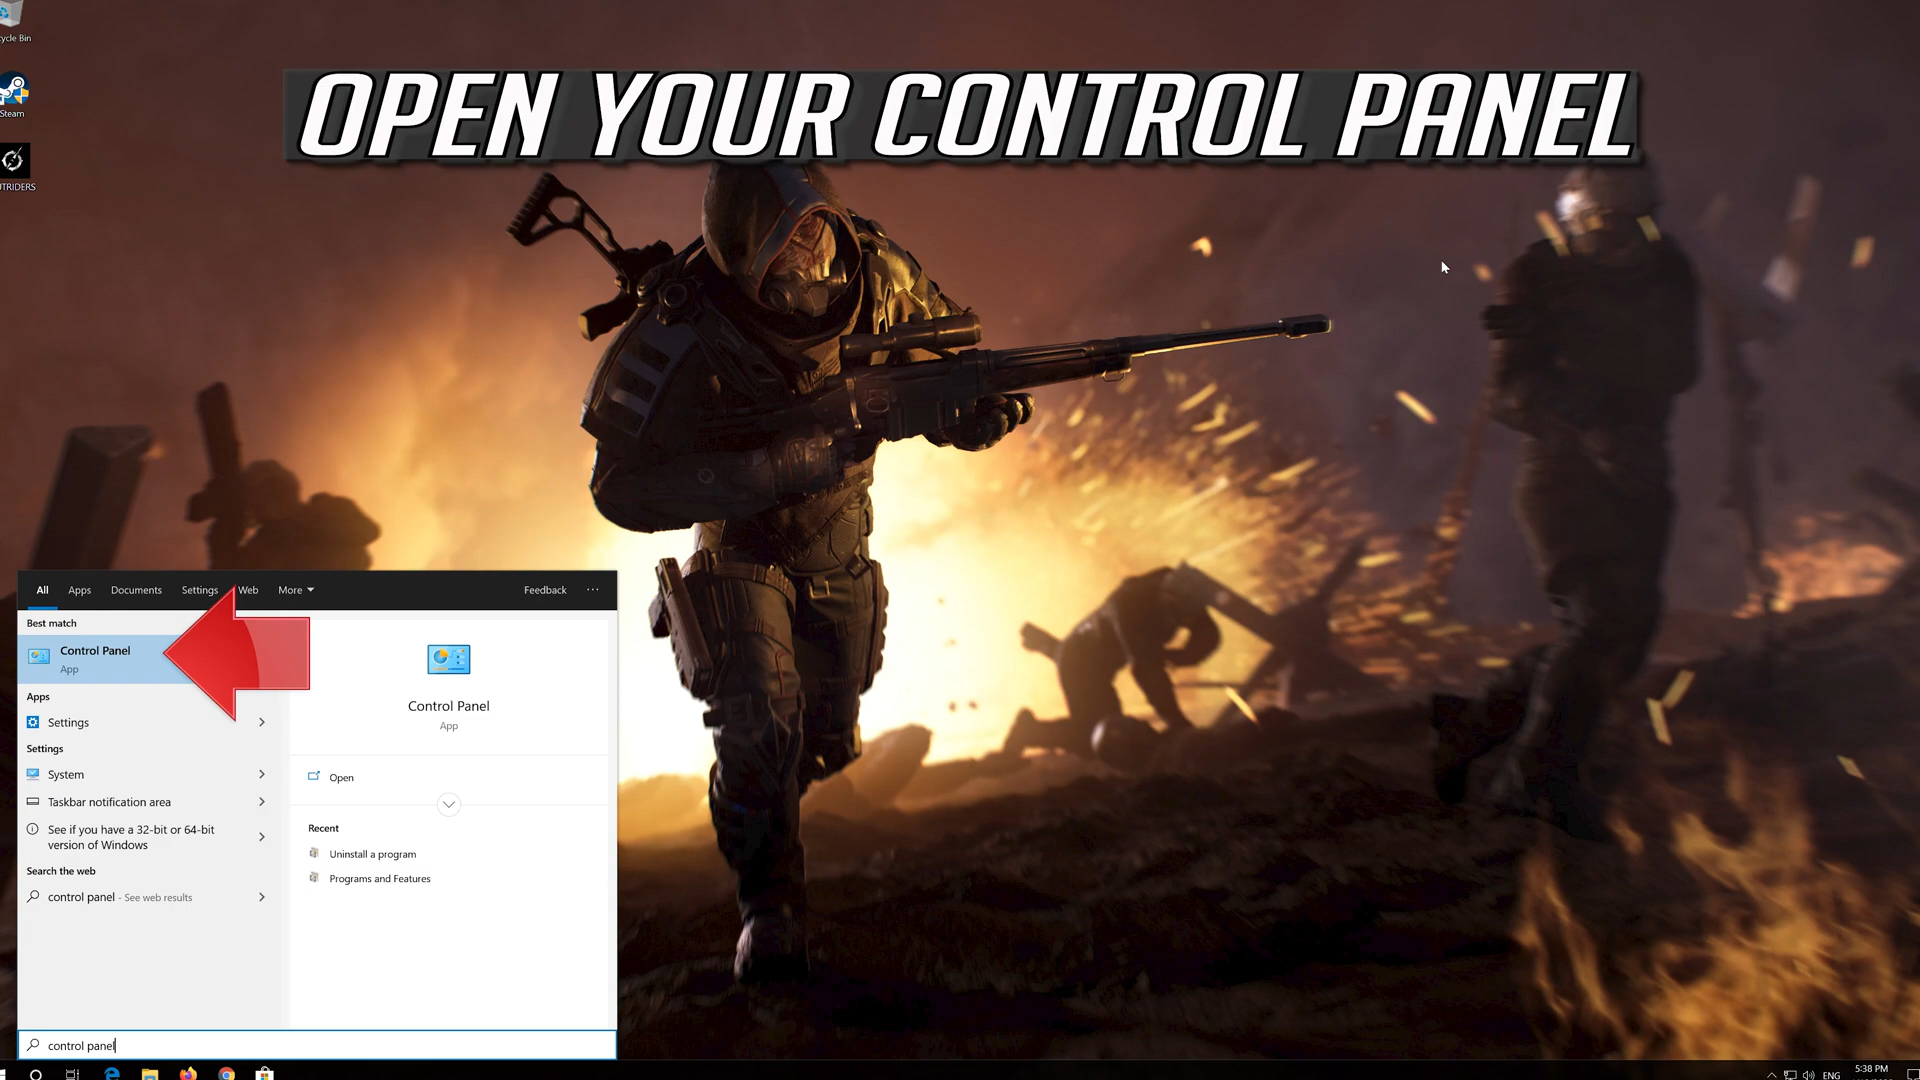 OPEN YOUR CONTROL PANEL
cycle Bin
Steam
UTRIDERS
All Apps Documents Settings Web More Feedback ...
Best match
Control Panel
App
Apps
Settings
Settings
System
Taskbar notification area
See if you have a 32-bit or 64-bit
version of Windows
Search the web
control panel - See web results
Control Panel
App
Open
Recent
Uninstall a program
Programs and Features
control panel
ENG
5:38 PM